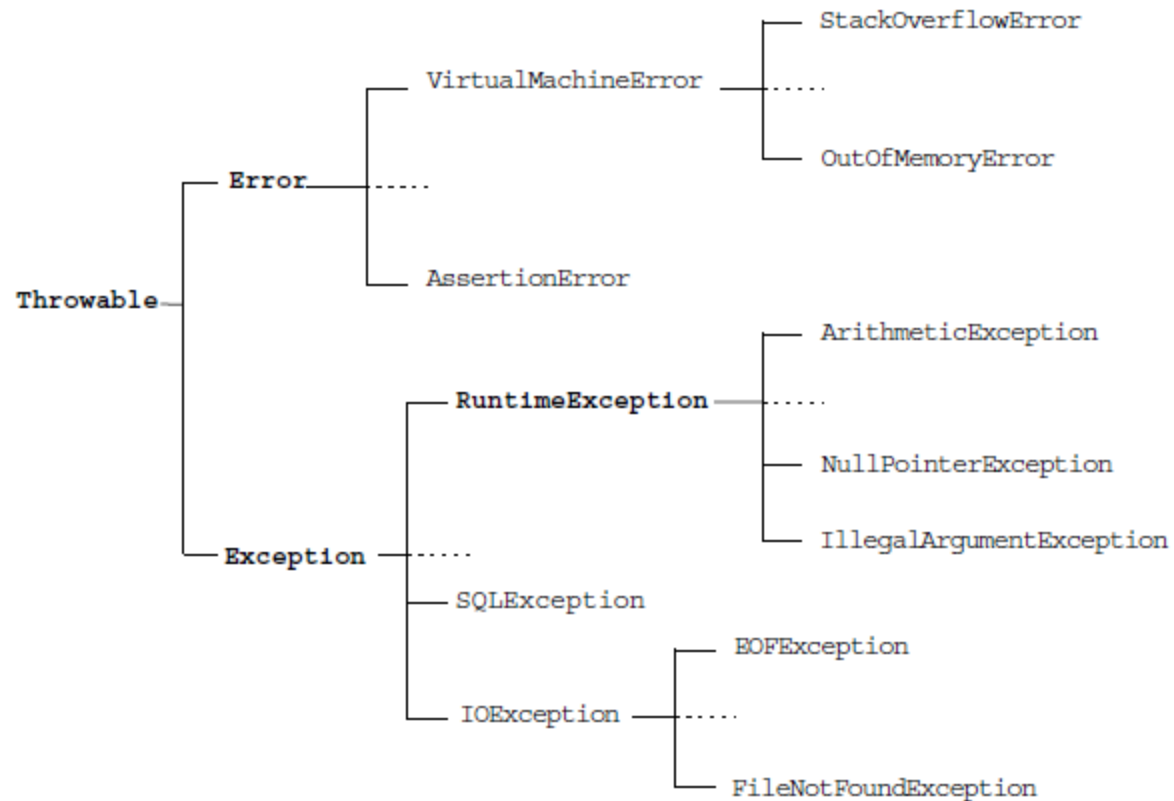 StackOverflowError
VirtualMachineError
OutOfMemoryError
Error
AssertionError
Throwable
ArithmeticException
RuntimeException
NullPointerException
IllegalArgumentException
Exception
SQLException
EOFException
IOException
FileNotFoundException